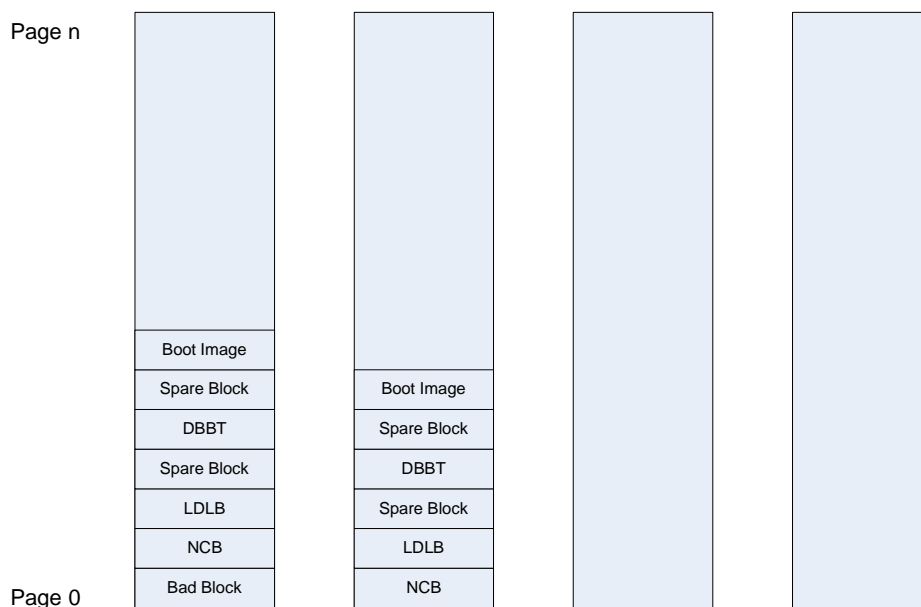 Page n
Boot Image
Spare Block
DBBT
Spare Block
LDLB
NCB
Bad Block
Boot Image
Spare Block
DBBT
Spare Block
LDLB
NCB
Page 0